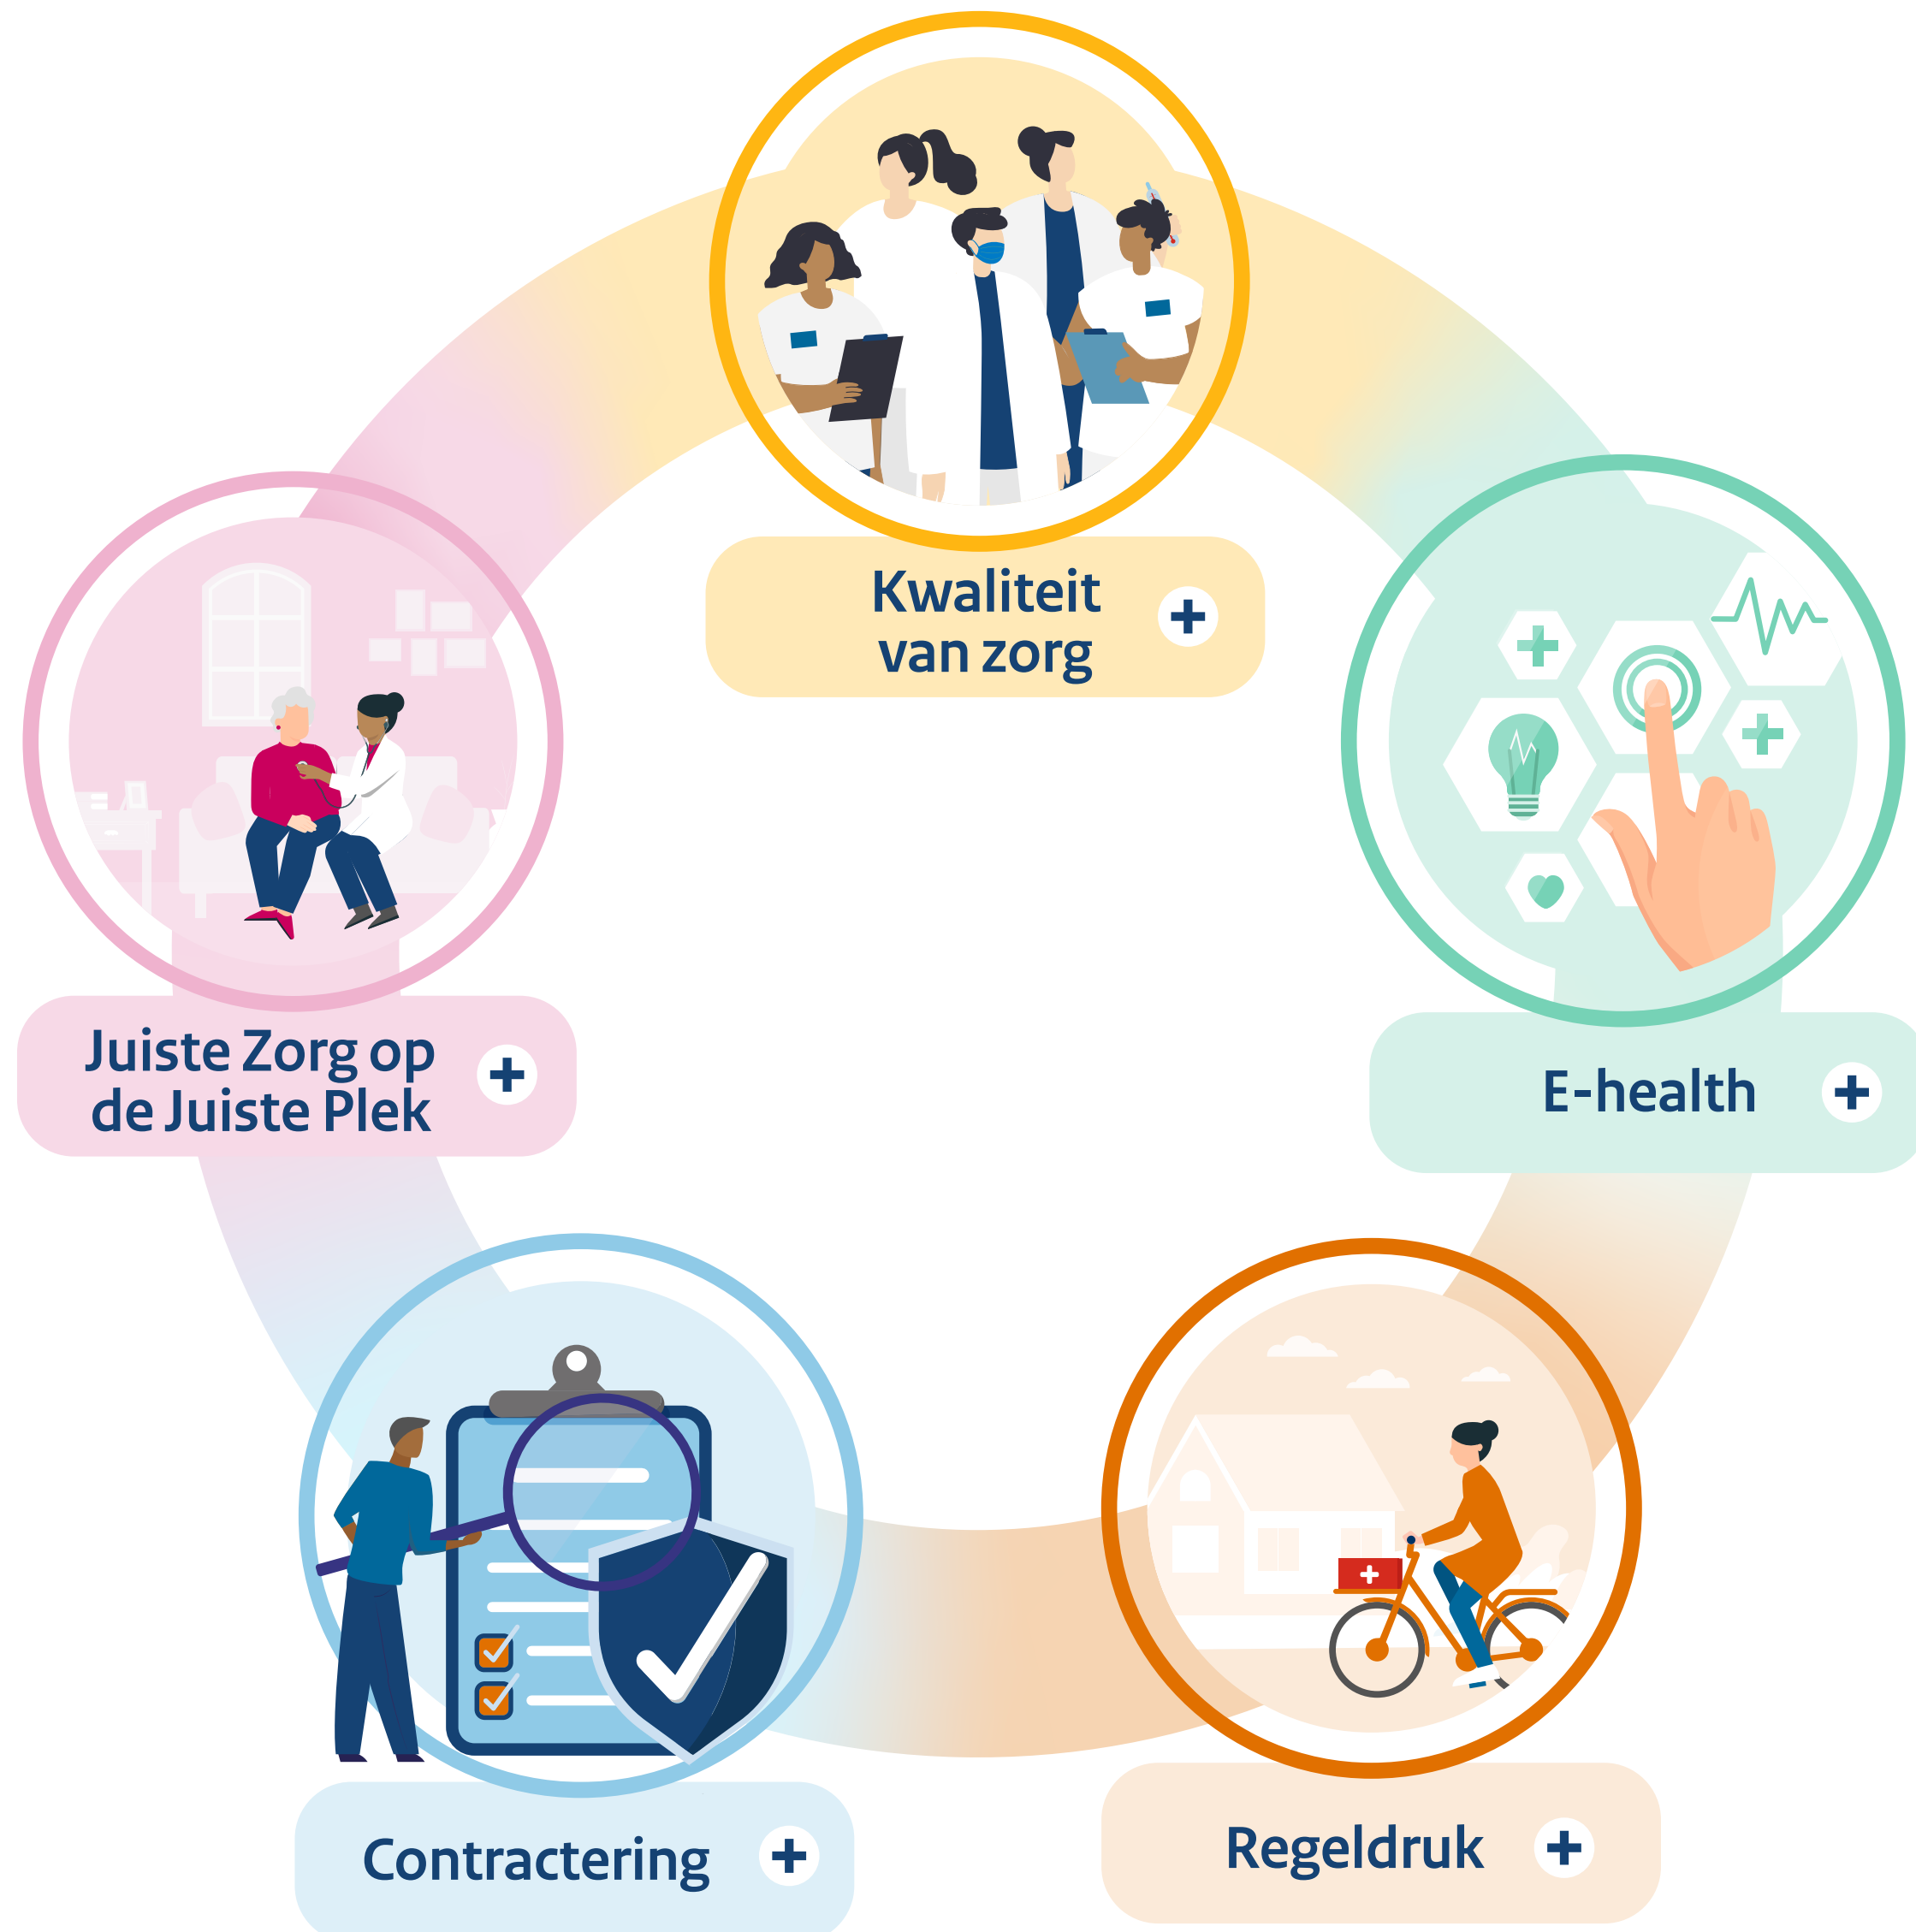 Kwaliteit
van zorg
Juiste Zorg op
de Juiste Plek
E-health
Contractering
Regeldruk